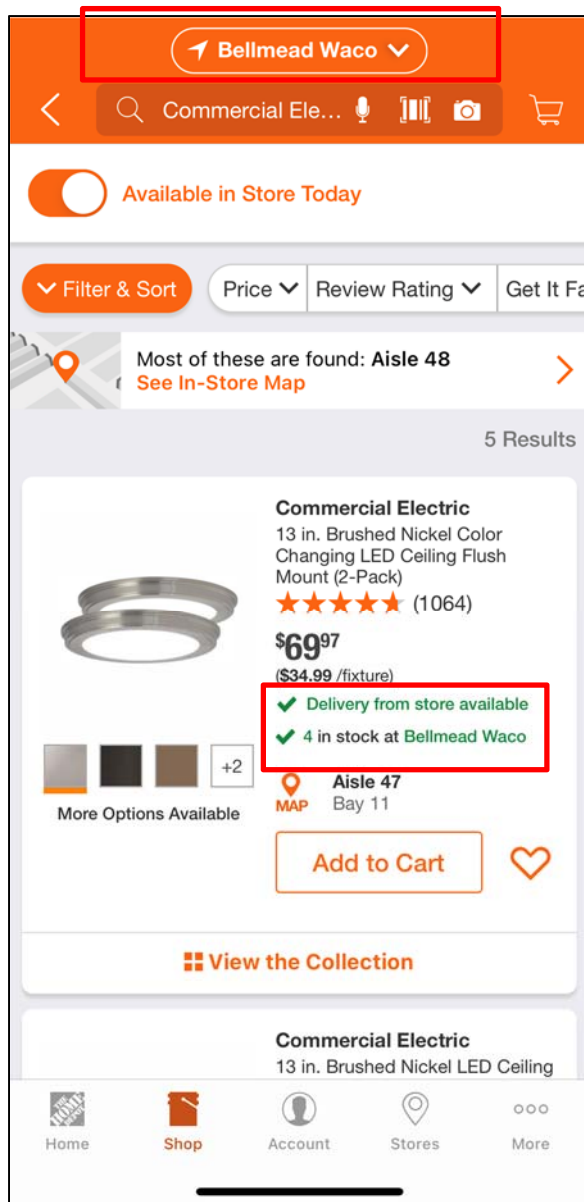 Bellmead Waco
Commercial Ele...
Available in Store Today
Filter & Sort
Price
Review Rating
Get It Fa
Most of these are found: Aisle 48
See In-Store Map
5 Results
Commercial Electric
13 in. Brushed Nickel Color
Changing LED Ceiling Flush
Mount (2-Pack)
(1064)
$6997
($34.99 /fixture)
Delivery from store available
4 in stock at Bellmead Waco
+2
More Options Available
MAP
Aisle 47
Bay 11
Add to Cart
View the Collection
Commercial Electric
13 in. Brushed Nickel LED Ceiling
THE HOME DEPOT
Home
Shop
Account
Stores
More